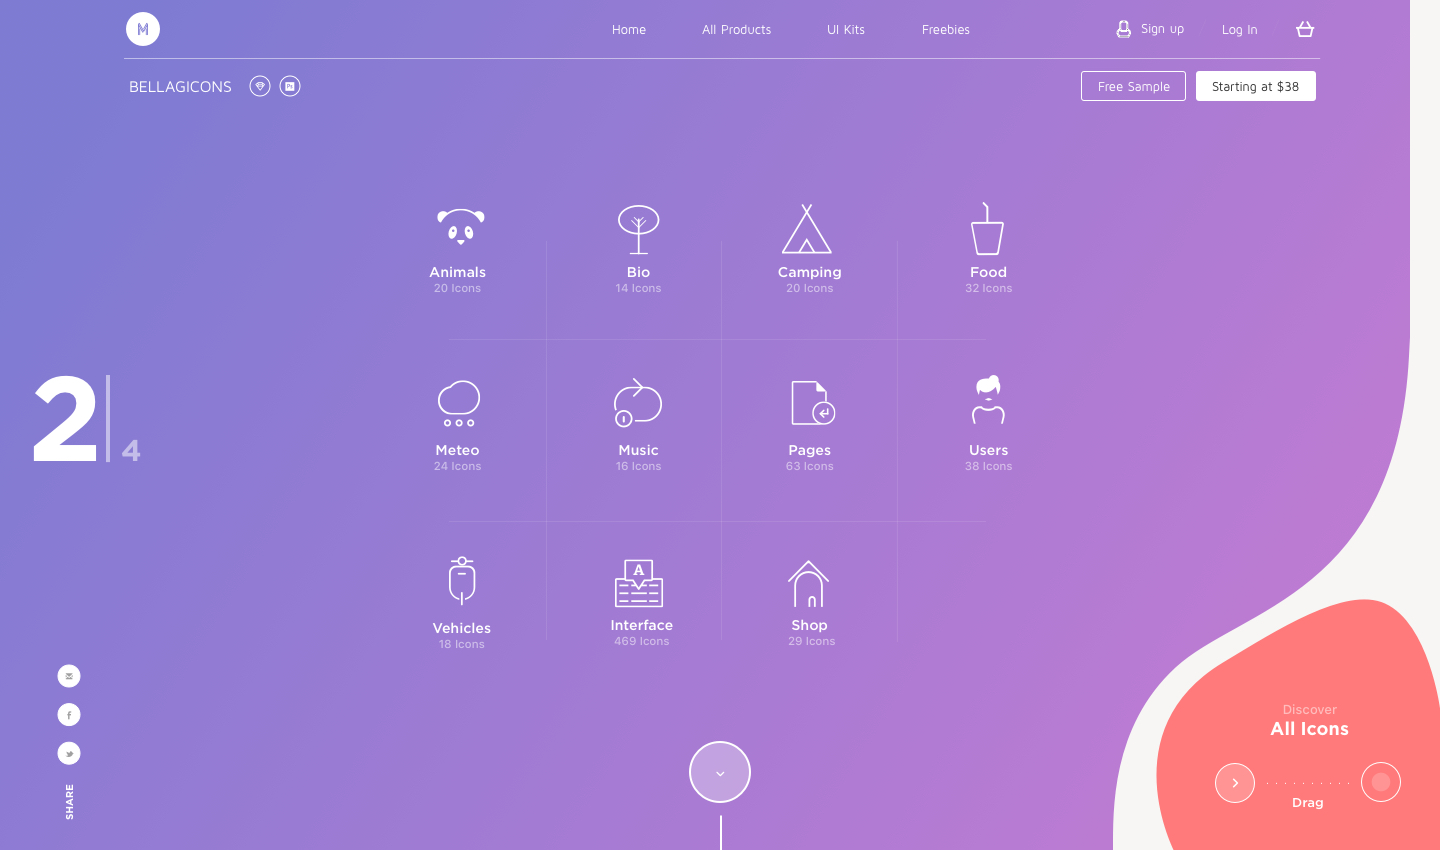 M
Home
All Products
UI Kits
Freebies
Sign up
Log In
BELLAGICONS
Ps
Free Sample
Starting at $38
Animals
20 Icons
Bio
14 Icons
Camping
20 Icons
Food
32 Icons
2
4
Meteo
24 Icons
Music
16 Icons
Pages
63 Icons
Users
38 Icons
A
Vehicles
18 Icons
Interface
469 Icons
Shop
29 Icons
f
SHARE
Discover
All Icons
Drag